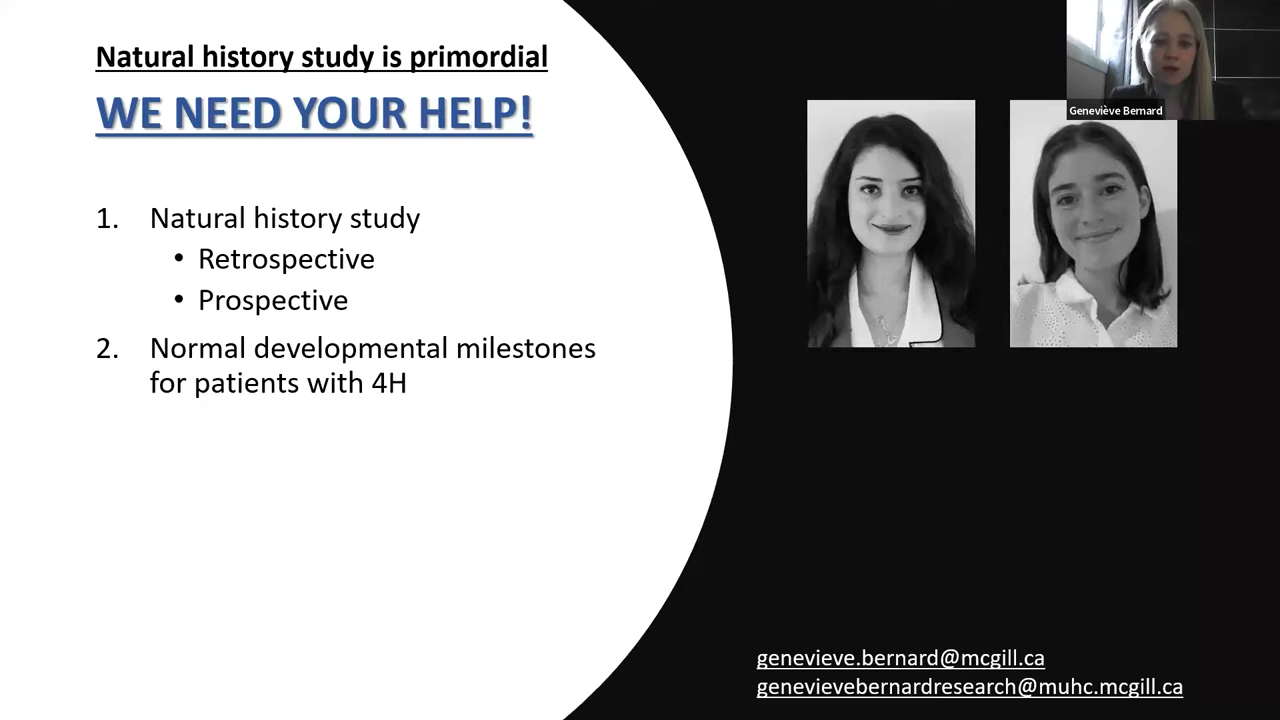 Natural history study is primordial
WE NEED YOUR HELP!
1. Natural history study
• Retrospective
• Prospective
2. Normal developmental milestones
for patients with 4H
Geneviève Bernard
genevieve.bernard@mcgill.ca
genevievebernardresearch@muhc.mcgill.ca